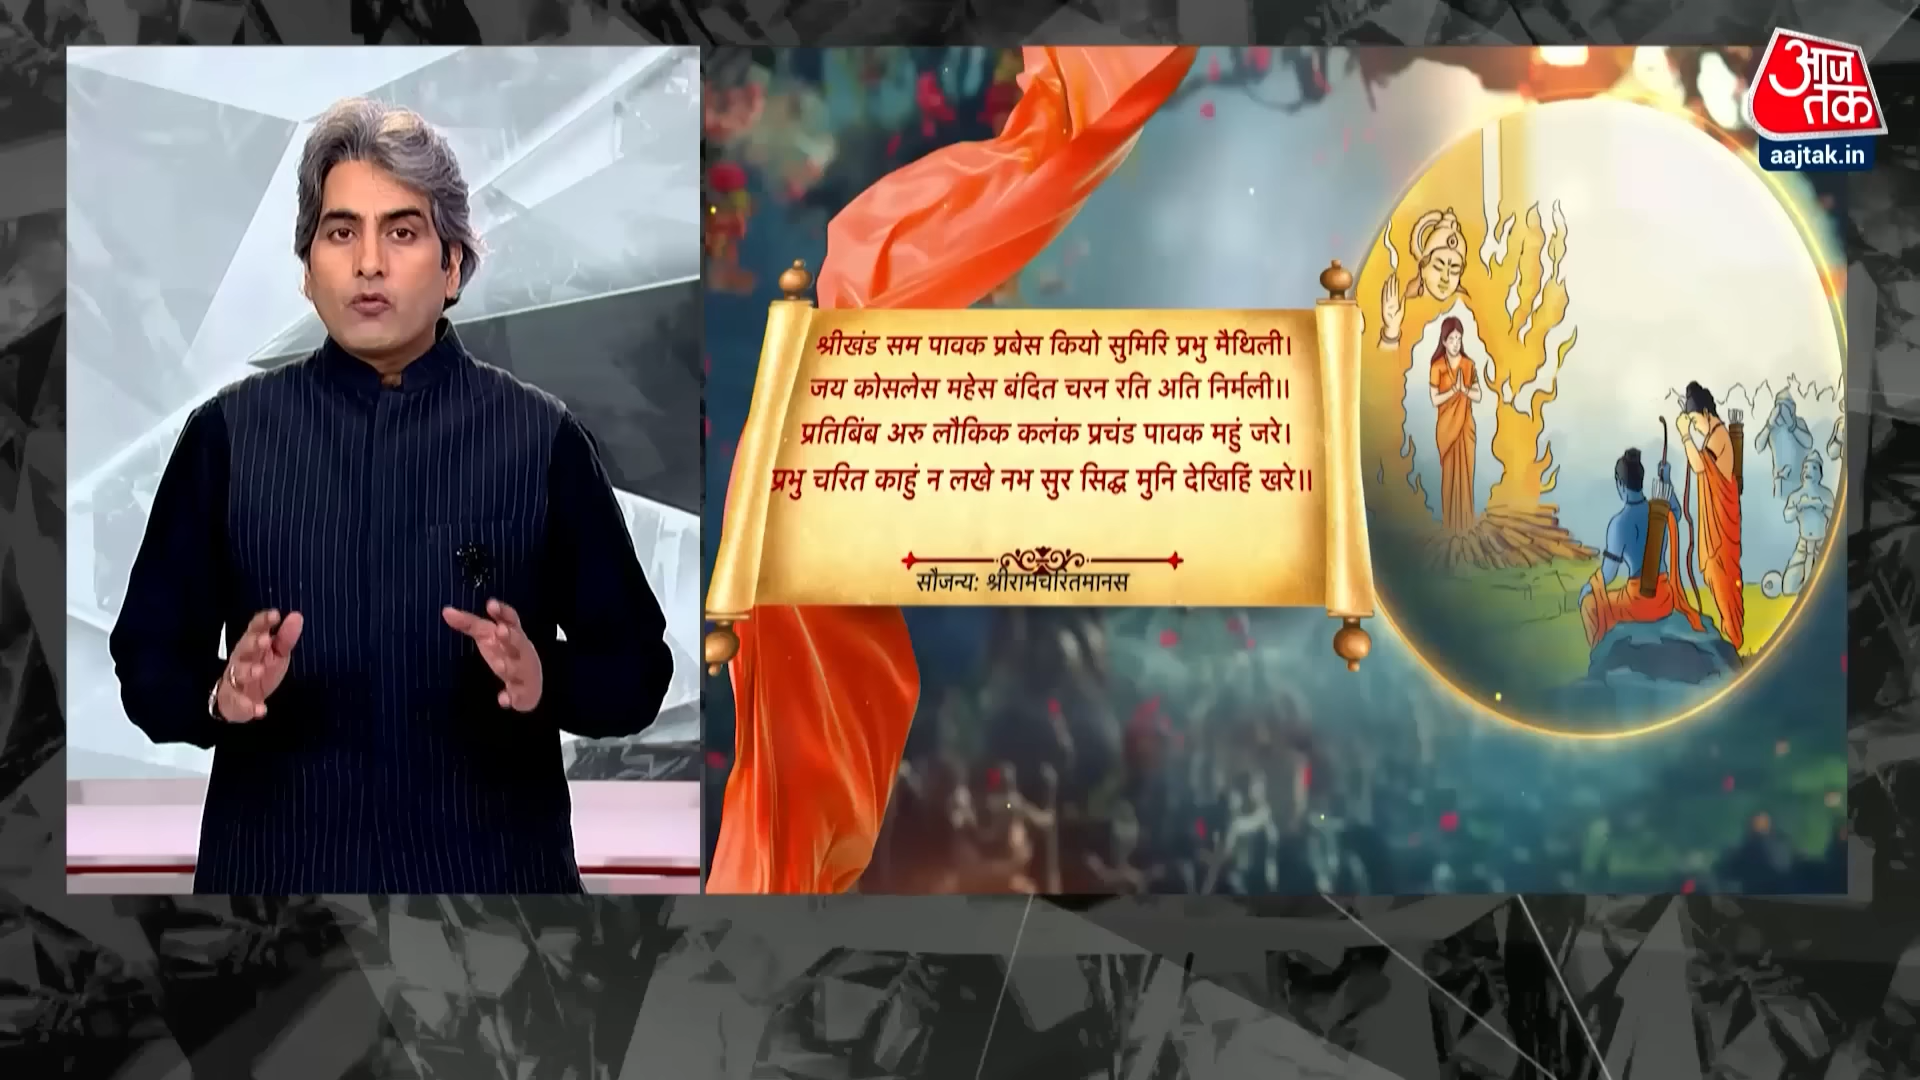 आज
तक
aajtak.in
श्रीखंड सम पावक प्रबेस कियो सुमिरि प्रभु मैथिली।
जय कोसलेस महेस बंदित चरन रति अति निर्मली॥
प्रतिबिंब अरु लौकिक कलंक प्रचंड पावक महुं जरे।
प्रभु चरित काहुं न लखे नभ सुर सिद्ध मुनि देखिहिं खरे॥
सौजन्य: श्रीरामचरितमानस